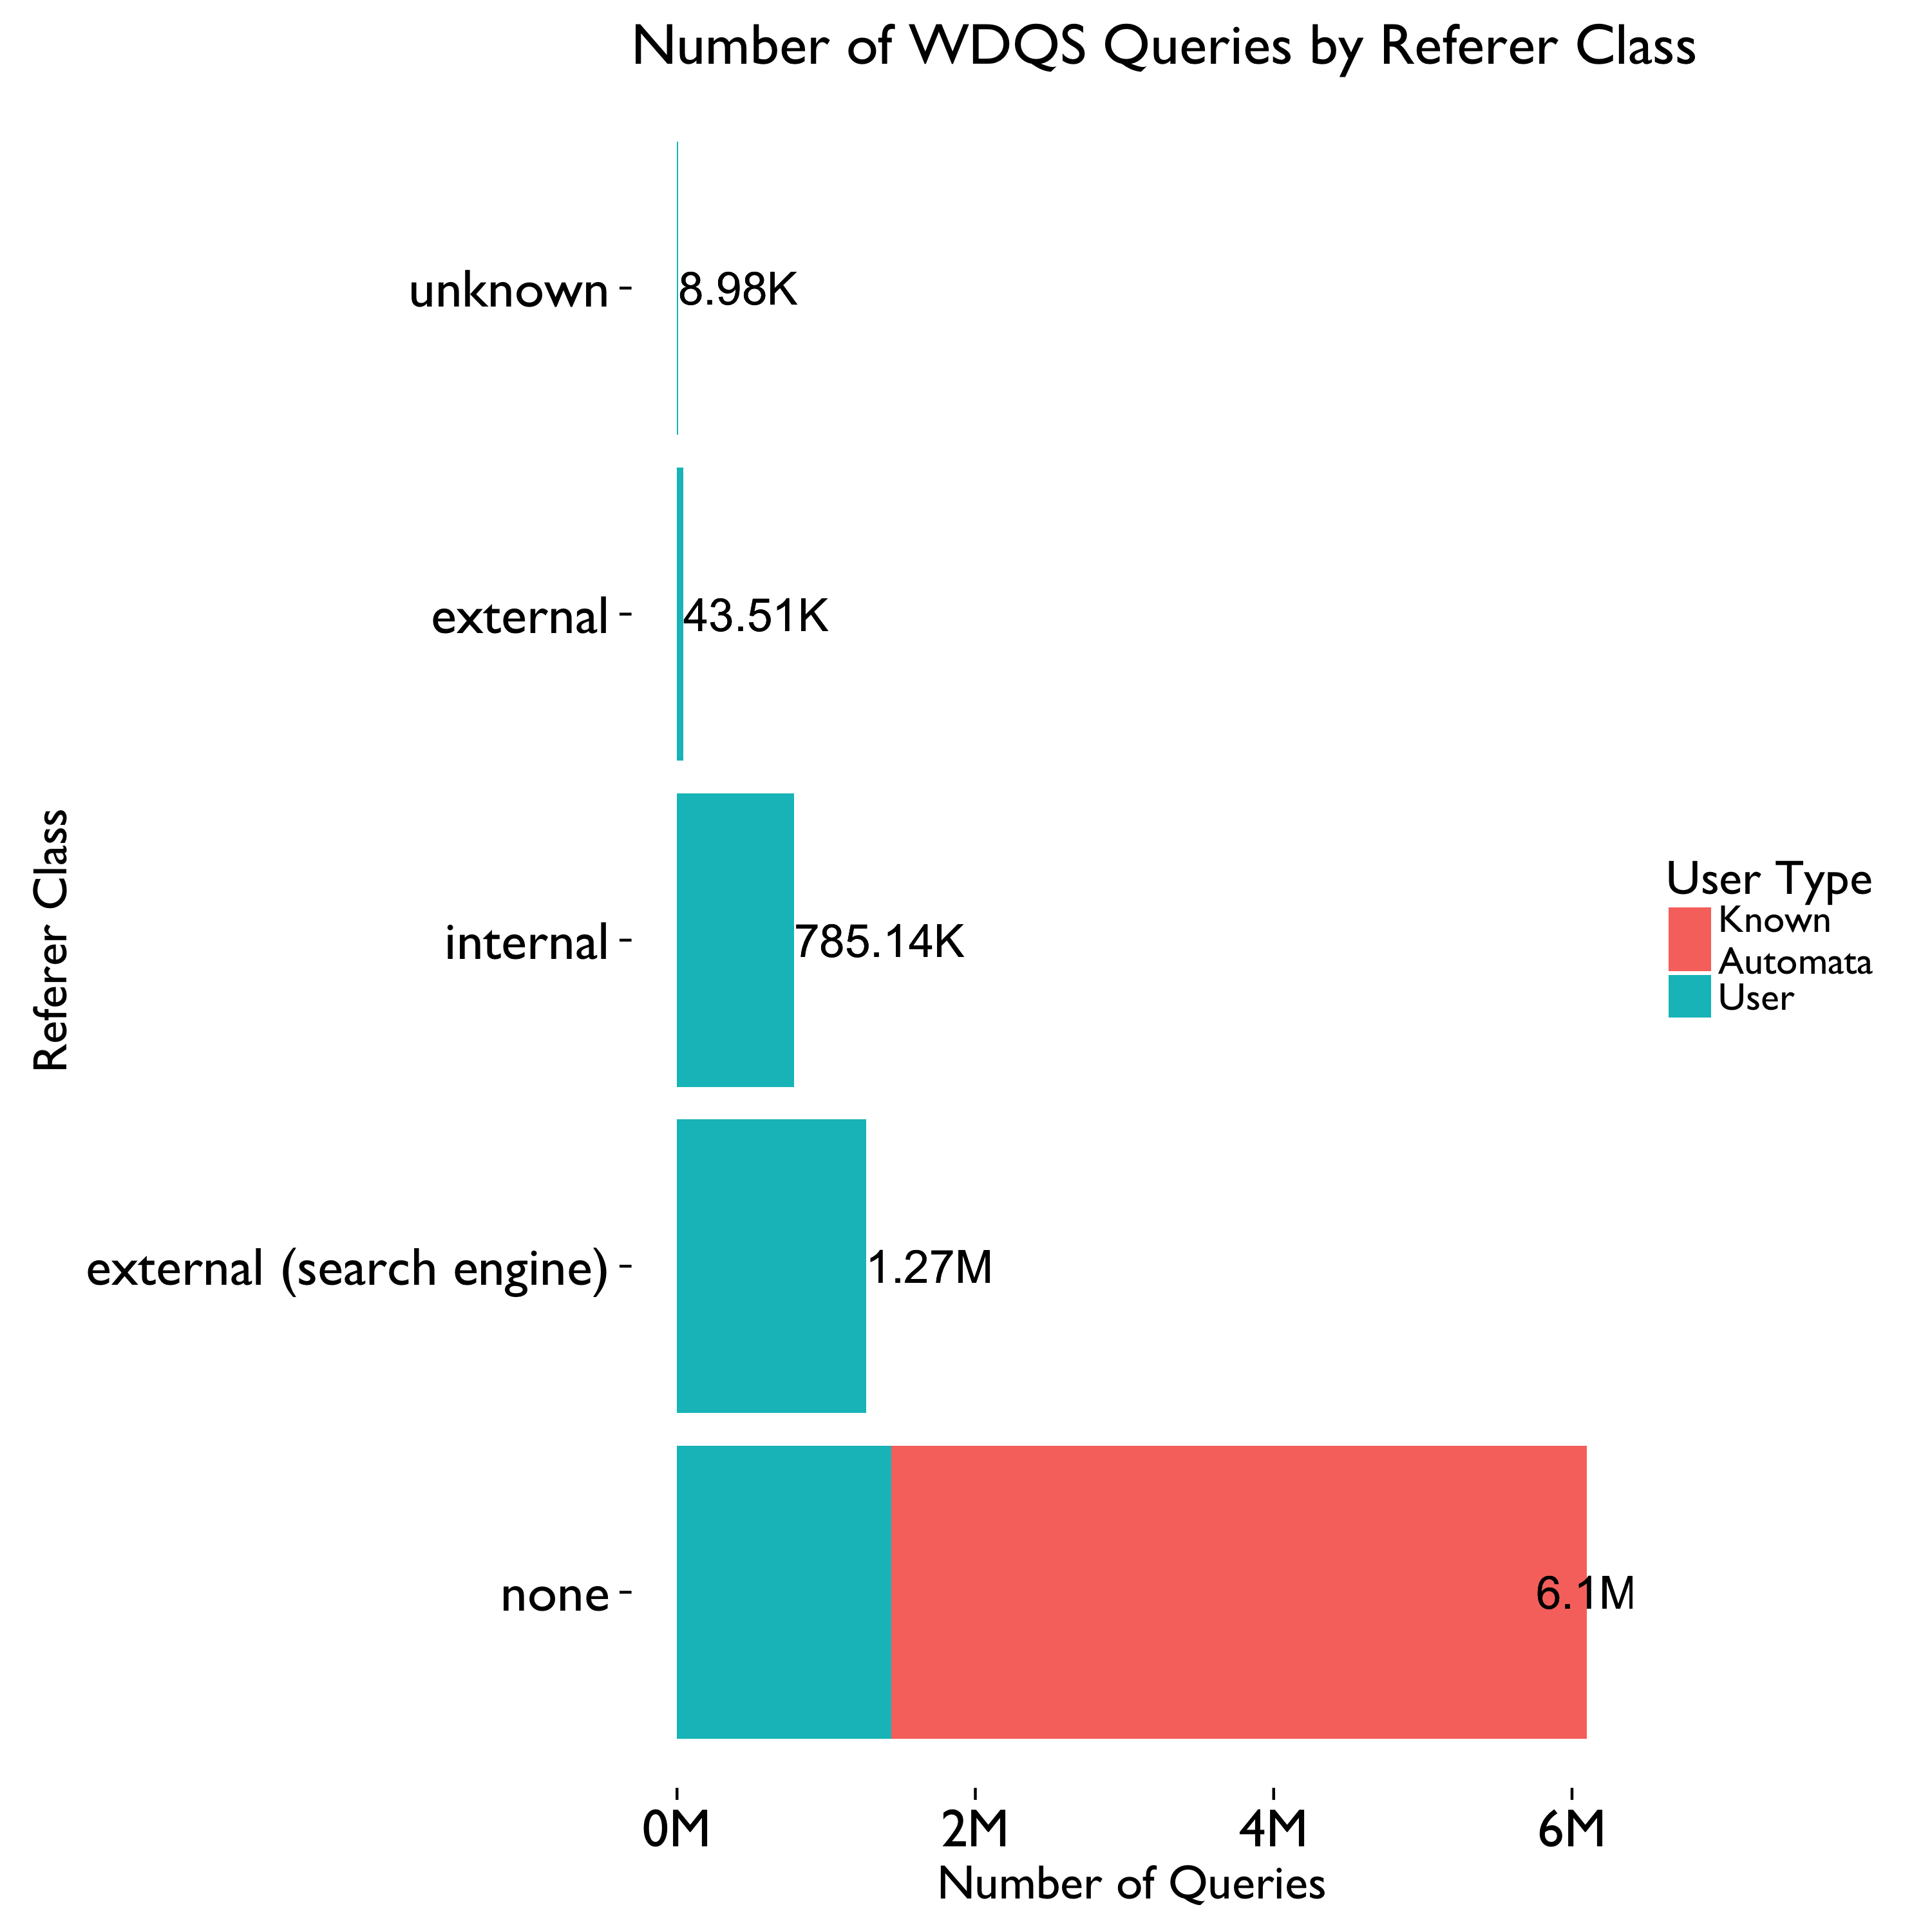 Number of WDQS Queries by Referer Class
unknown
8.98K
external
43.51K
Referer Class
internal
785.14K
User Type
Known
Automata
User
external (search engine)
1.27M
none
6.1M
0M 2M 4M 6M
Number of Queries